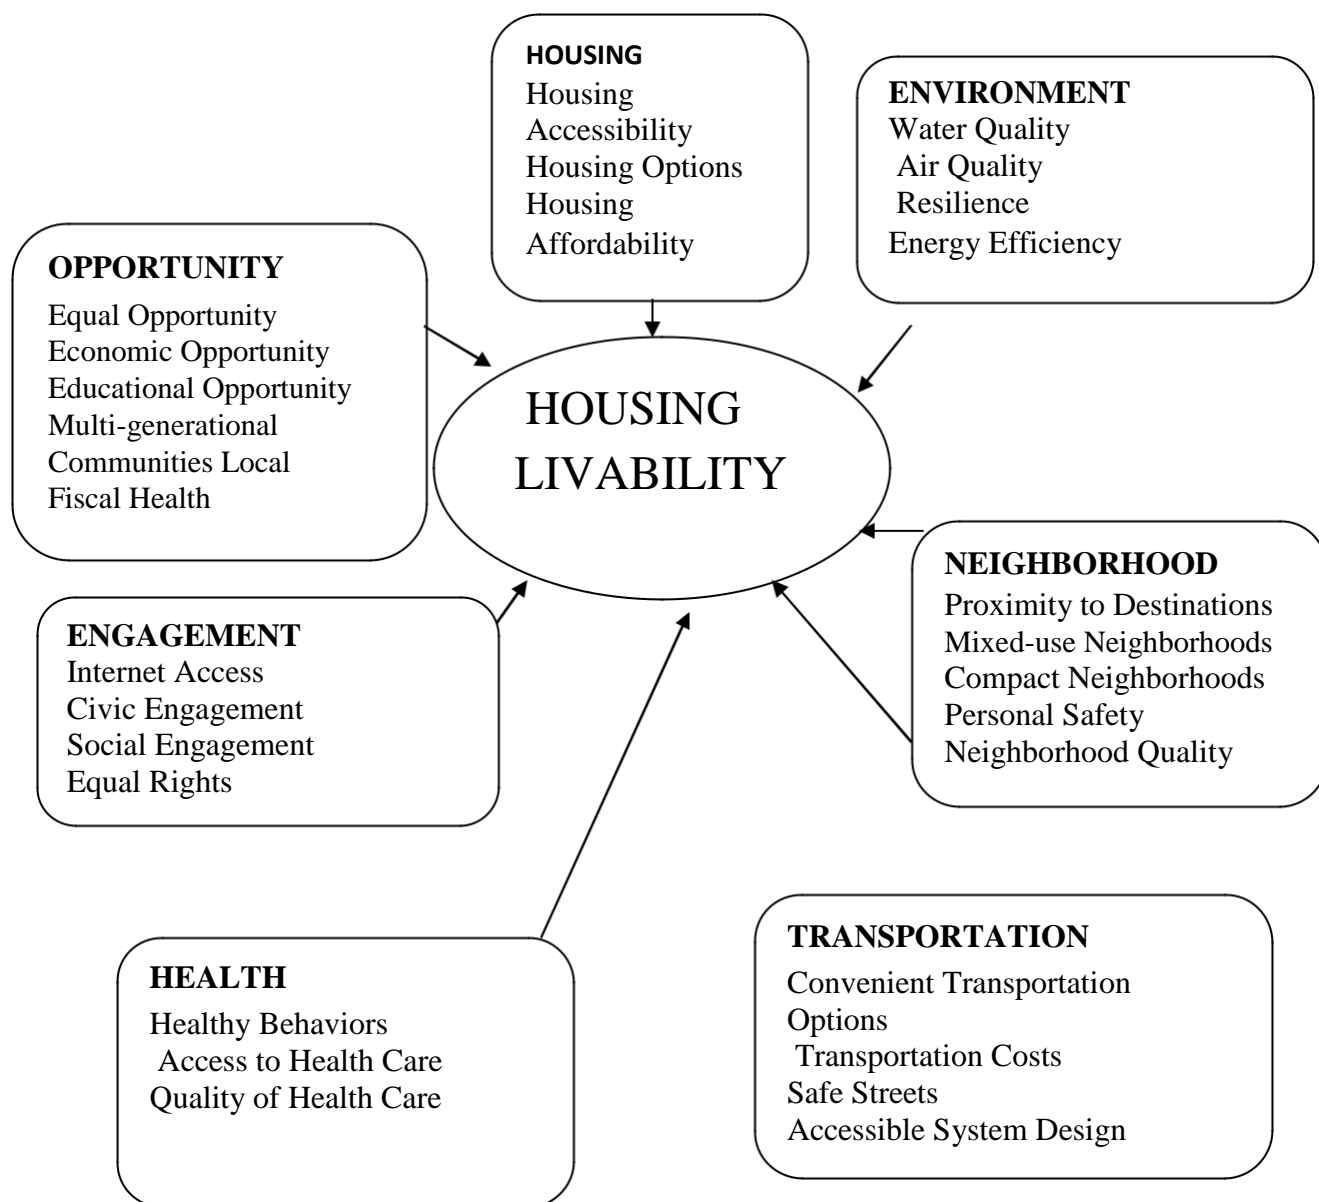 HOUSING
Housing
Accessibility
Housing Options
Housing
Affordability
ENVIRONMENT
Water Quality
Air Quality
Resilience
Energy Efficiency
OPPORTUNITY
Equal Opportunity
Economic Opportunity
Educational Opportunity
Multi-generational
Communities Local
Fiscal Health
HOUSING
LIVABILITY
NEIGHBORHOOD
Proximity to Destinations
Mixed-use Neighborhoods
Compact Neighborhoods
Personal Safety
Neighborhood Quality
ENGAGEMENT
Internet Access
Civic Engagement
Social Engagement
Equal Rights
HEALTH
Healthy Behaviors
Access to Health Care
Quality of Health Care
TRANSPORTATION
Convenient Transportation
Options
Transportation Costs
Safe Streets
Accessible System Design